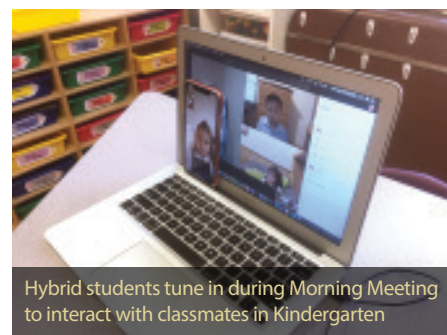 Hybrid students tune in during Morning Meeting
to interact with classmates in Kindergarten